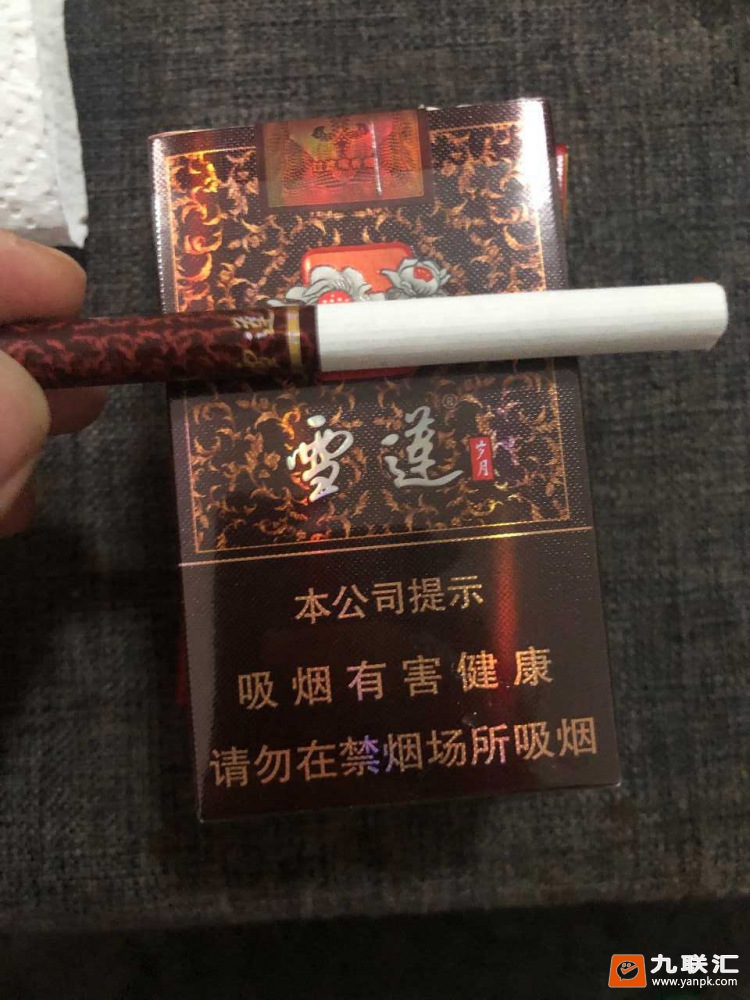 雪莲®
岁月
本公司提示
吸烟有害健康
请勿在禁烟场所吸烟
九联汇
www.yanpk.com